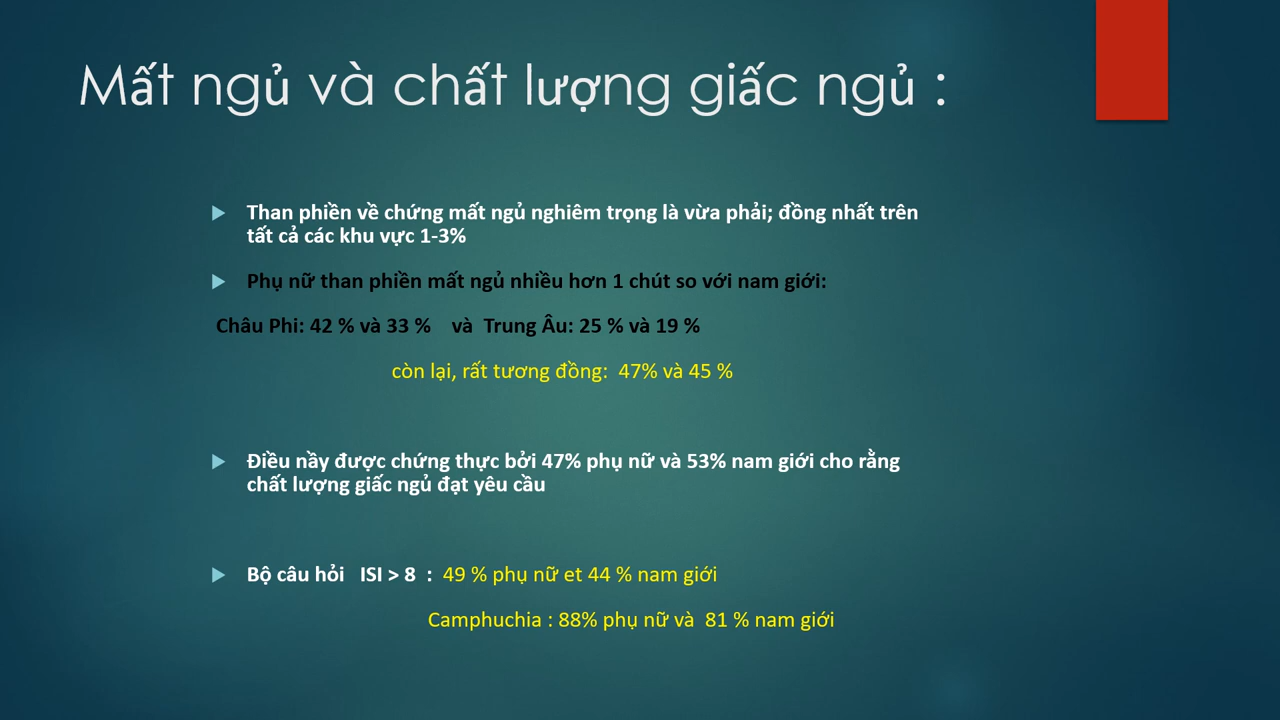 Mất ngủ và chất lượng giấc ngủ :
Than phiền về chứng mất ngủ nghiêm trọng là vừa phải; đồng nhất trên
tất cả các khu vực 1-3%
Phụ nữ than phiền mất ngủ nhiều hơn 1 chút so với nam giới:
Châu Phi: 42 % và 33 % và Trung Âu: 25 % và 19 %
còn lại, rất tương đồng: 47% và 45 %
Điều nầy được chứng thực bởi 47% phụ nữ và 53% nam giới cho rằng
chất lượng giấc ngủ đạt yêu cầu
Bộ câu hỏi ISI > 8 : 49 % phụ nữ et 44 % nam giới
Camphuchia : 88% phụ nữ và 81 % nam giới